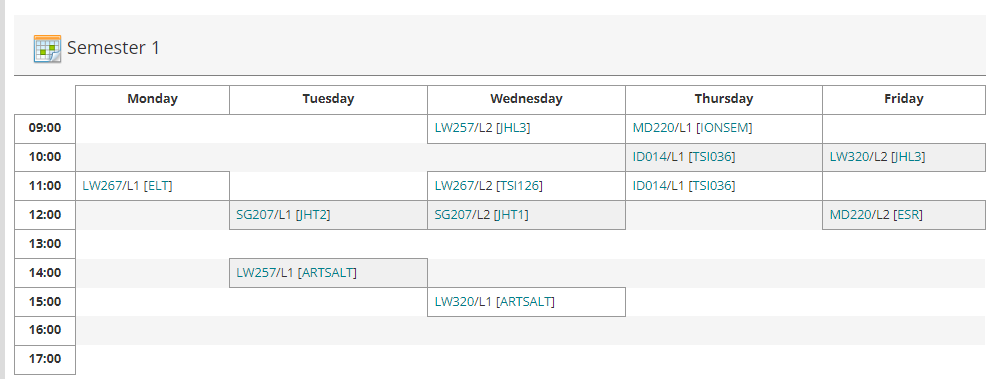 Semester 1
Monday Tuesday Wednesday Thursday Friday
09:00 LW257/L2 [JHL3] MD220/L1 [IONSEM]
10:00 ID014/L1 [TSI036] LW320/L2 [JHL3]
11:00 LW267/L1 [ELT] LW267/L2 [TSI126] ID014/L1 [TSI036]
12:00 SG207/L1 [JHT2] SG207/L2 [JHT1] MD220/L2 [ESR]
13:00
14:00 LW257/L1 [ARTSALT]
15:00 LW320/L1 [ARTSALT]
16:00
17:00